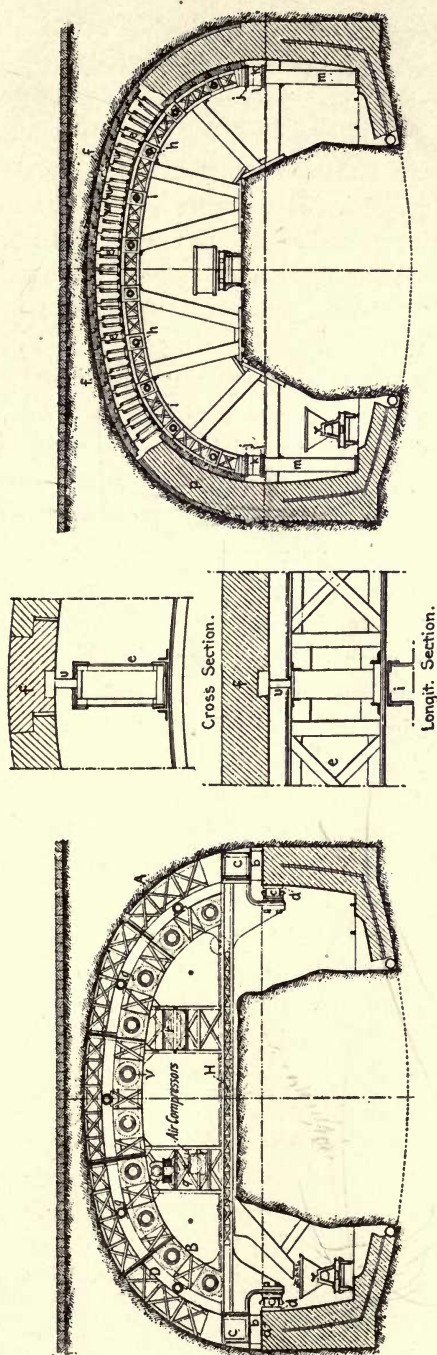 f
f
h
h
i
i
j
j
m
m
p
Cross Section.
f
u
e
Longit. Section.
f
u
e
i
A
V
Air Compressors
H
B
C
C
b
b
d
d